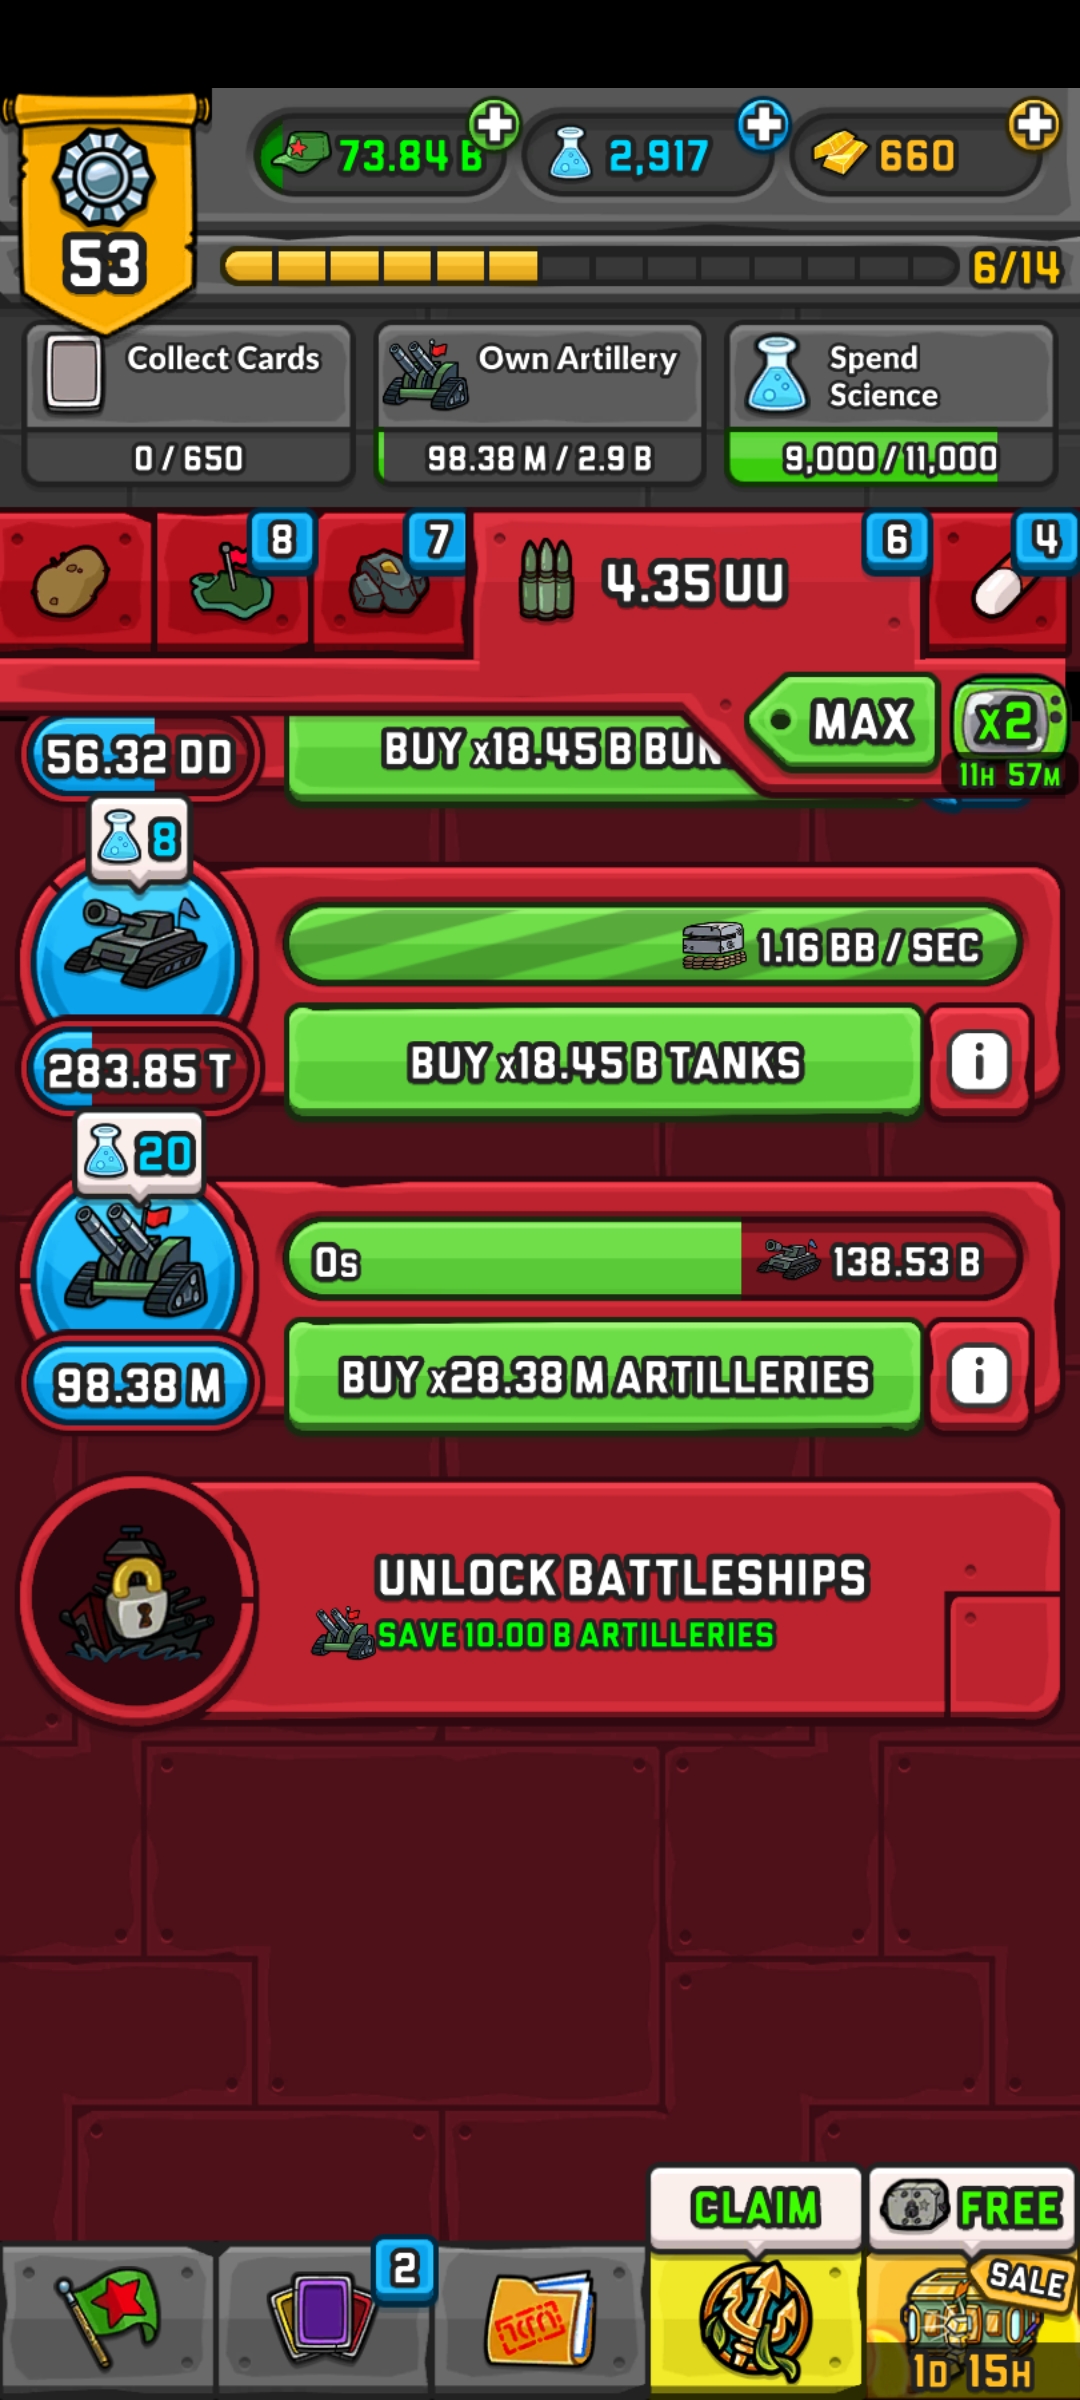 73.84 B
2,917
660
53
6/14
Collect Cards
0 / 650
Own Artillery
98.38 M / 2.9 B
Spend
Science
9,000 / 11,000
8
7
4.35 UU
6
4
MAX
x2
11H 57M
56.32 DD
BUY x18.45 B BUN
8
1.16 BB / SEC
283.85 T
BUY x18.45 B TANKS
i
20
0s
138.53 B
98.38 M
BUY x28.38 M ARTILLERIES
i
UNLOCK BATTLESHIPS
SAVE 10.00 B ARTILLERIES
CLAIM
FREE
2
SALE
1D 15H